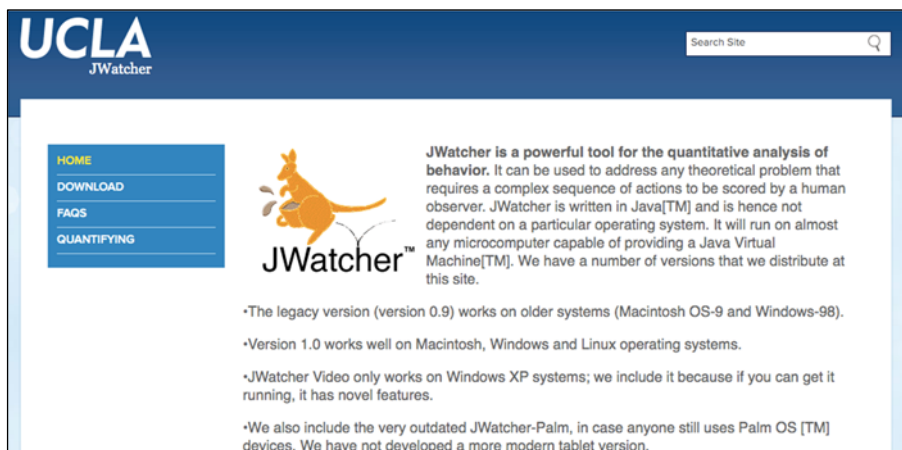 UCLA
JWatcher
Search Site
HOME
DOWNLOAD
FAQS
QUANTIFYING
JWatcher™
JWatcher is a powerful tool for the quantitative analysis of
behavior. It can be used to address any theoretical problem that
requires a complex sequence of actions to be scored by a human
observer. JWatcher is written in Java[TM] and is hence not
dependent on a particular operating system. It will run on almost
any microcomputer capable of providing a Java Virtual
Machine[TM]. We have a number of versions that we distribute at
this site.
•The legacy version (version 0.9) works on older systems (Macintosh OS-9 and Windows-98).
•Version 1.0 works well on Macintosh, Windows and Linux operating systems.
•JWatcher Video only works on Windows XP systems; we include it because if you can get it
running, it has novel features.
•We also include the very outdated JWatcher-Palm, in case anyone still uses Palm OS [TM]
devices. We have not developed a more modern tablet version.